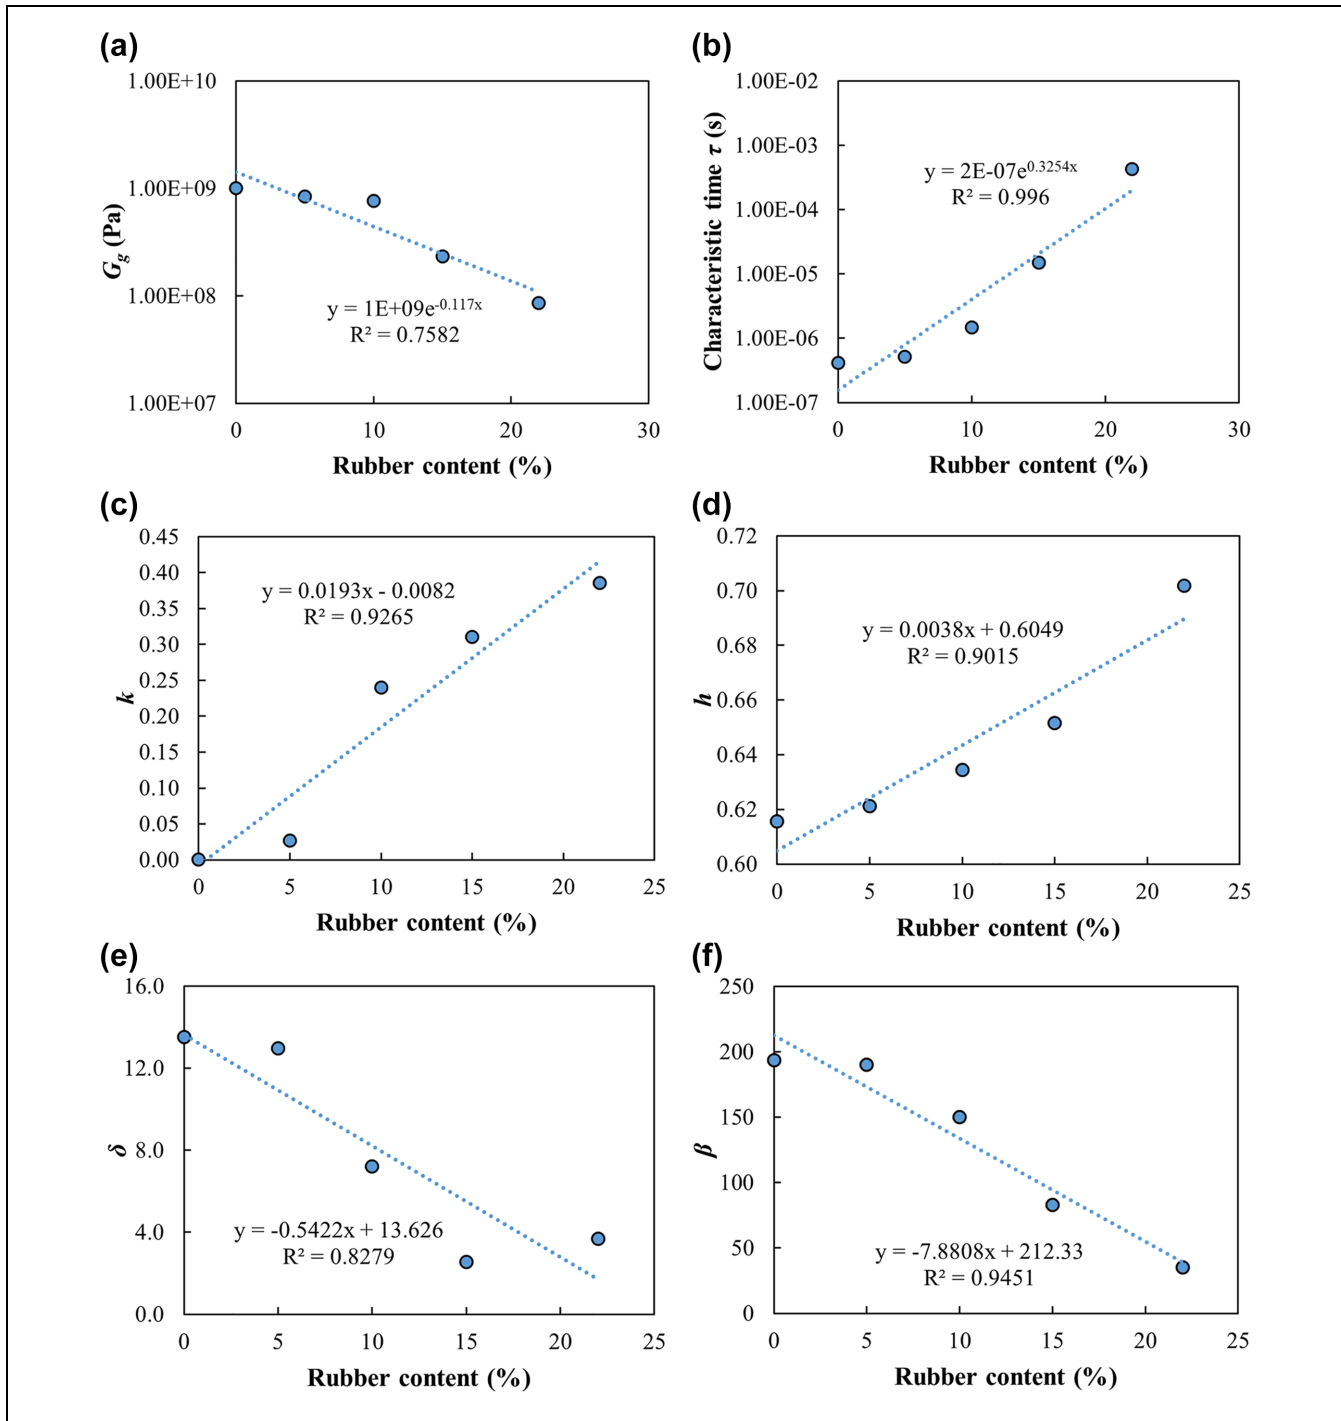 (a)
1.00E+10
1.00E+09
1.00E+08
1.00E+07
G_g (Pa)
y = 1E+09e^-0.117x
R² = 0.7582
0 10 20 30
Rubber content (%)
(b)
1.00E-02
1.00E-03
1.00E-04
1.00E-05
1.00E-06
1.00E-07
Characteristic time τ (s)
y = 2E-07e^0.3254x
R² = 0.996
0 10 20 30
Rubber content (%)
(c)
0.45
0.40
0.35
0.30
0.25
0.20
0.15
0.10
0.05
0.00
k
y = 0.0193x - 0.0082
R² = 0.9265
0 5 10 15 20 25
Rubber content (%)
(d)
0.72
0.70
0.68
0.66
0.64
0.62
0.60
h
y = 0.0038x + 0.6049
R² = 0.9015
0 5 10 15 20 25
Rubber content (%)
(e)
16.0
12.0
8.0
4.0
0.0
δ
y = -0.5422x + 13.626
R² = 0.8279
0 5 10 15 20 25
Rubber content (%)
(f)
250
200
150
100
50
0
β
y = -7.8808x + 212.33
R² = 0.9451
0 5 10 15 20 25
Rubber content (%)